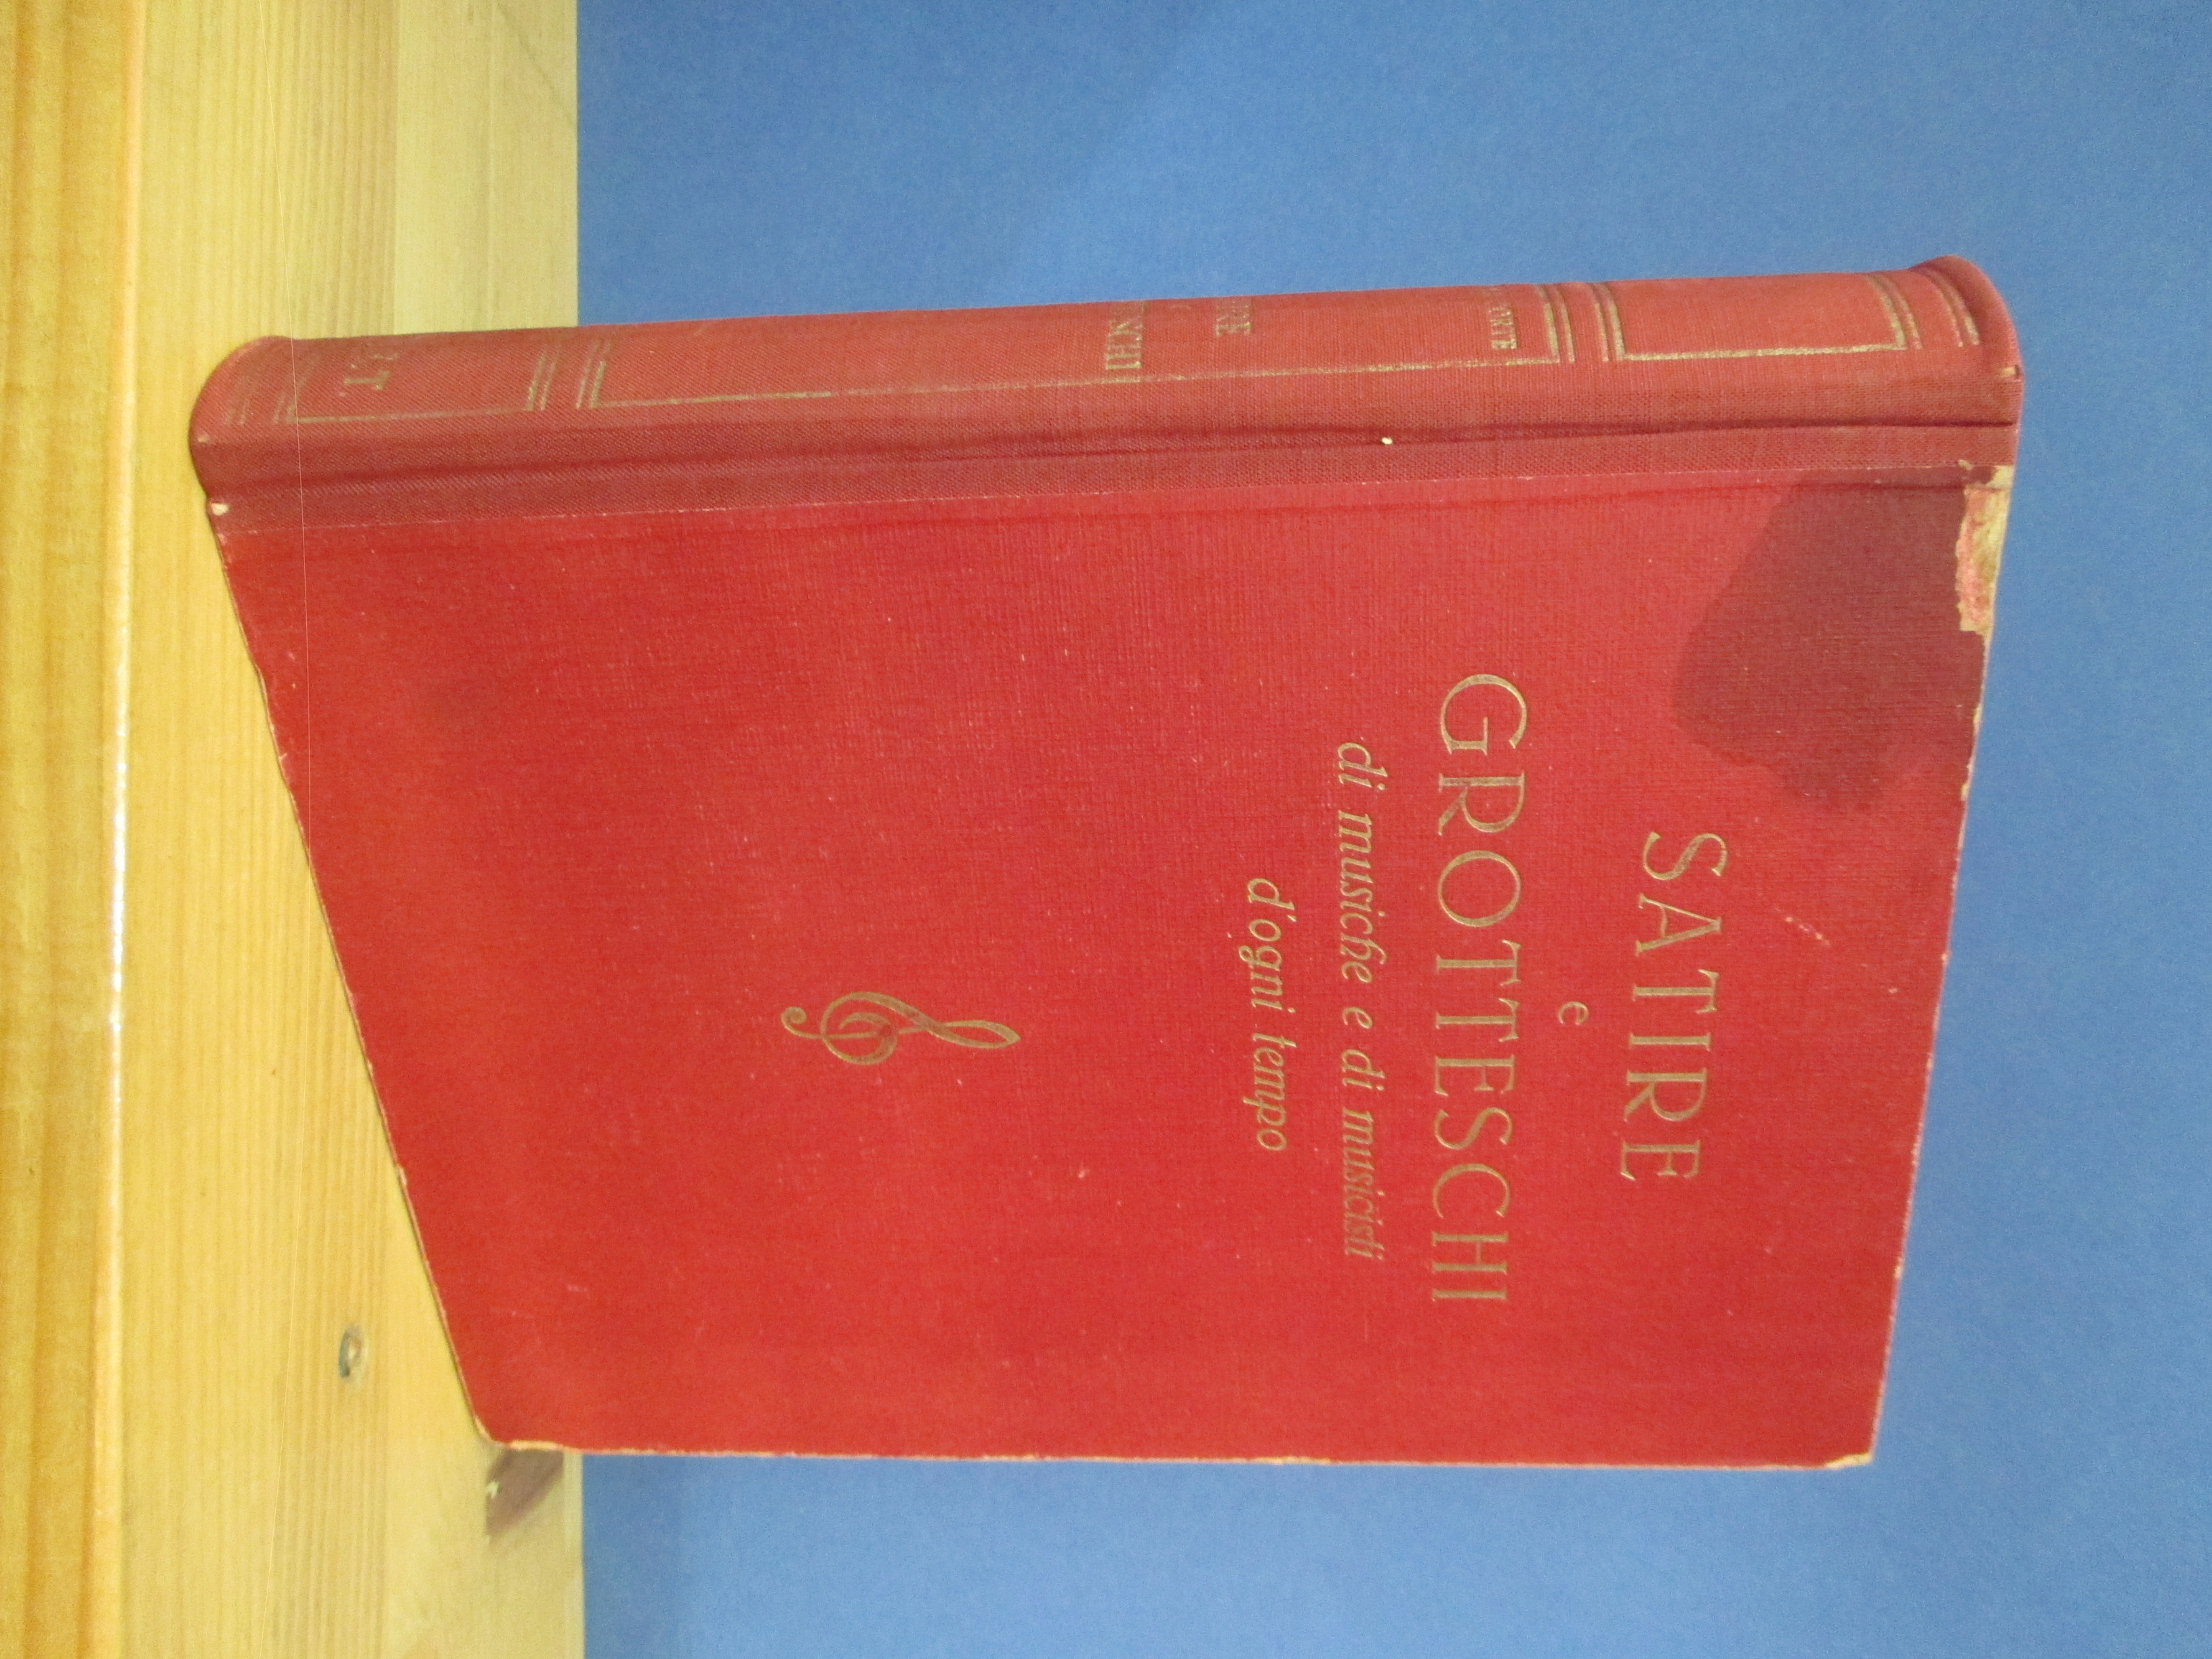 SATIRE
e
GROTTESCHI
di musiche e di musicisti
d'ogni tempo